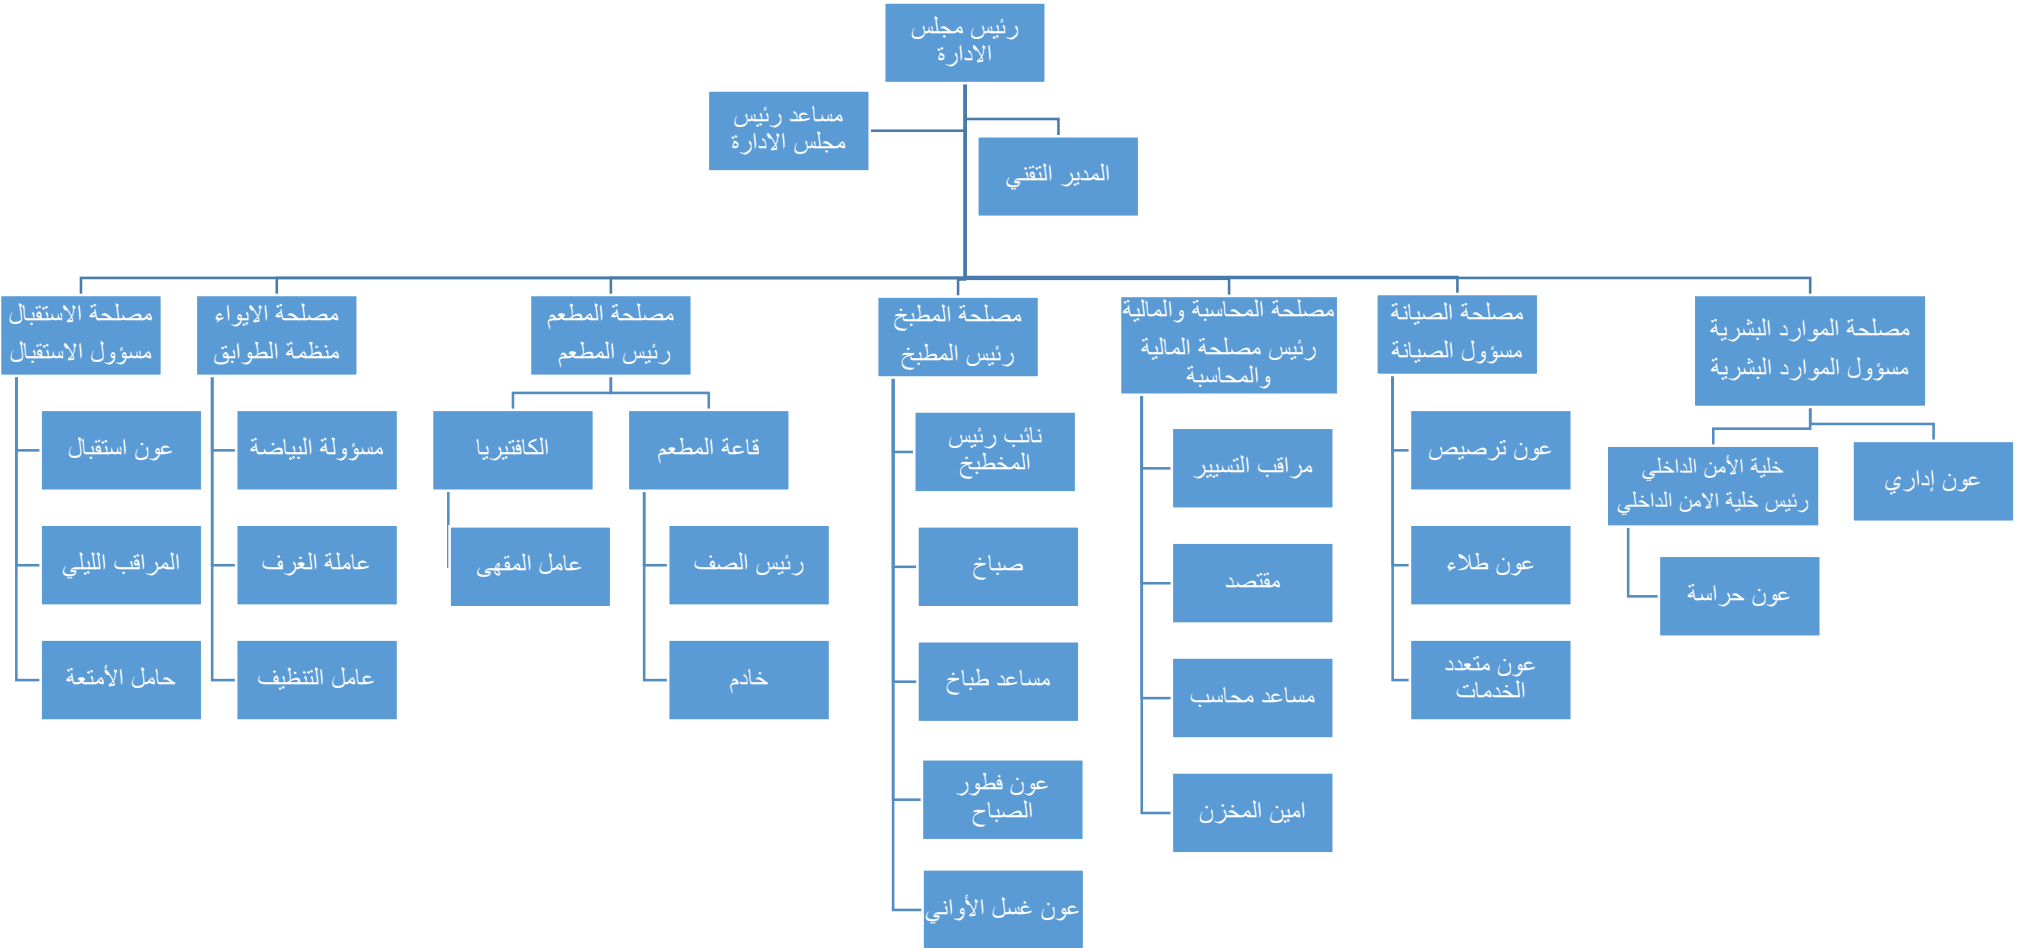 رئيس مجلس
الادارة
مساعد رئيس
مجلس الادارة
المدير التقني
مصلحة الموارد البشرية
مسؤول الموارد البشرية
عون إداري
خلية الأمن الداخلي
رئيس خلية الامن الداخلي
عون حراسة
مصلحة الصيانة
مسؤول الصيانة
عون ترصيص
عون طلاء
عون متعدد
الخدمات
مصلحة المحاسبة والمالية
رئيس مصلحة المالية
والمحاسبة
مراقب التسيير
مقتصد
مساعد محاسب
امين المخزن
مصلحة المطبخ
رئيس المطبخ
نائب رئيس
المخطبخ
صباخ
مساعد طباخ
عون فطور
الصباح
عون غسل الأواني
مصلحة المطعم
رئيس المطعم
قاعة المطعم
رئيس الصف
خادم
الكافتيريا
عامل المقهى
مصلحة الايواء
منظمة الطوابق
مسؤولة البياضة
عاملة الغرف
عامل التنظيف
مصلحة الاستقبال
مسؤول الاستقبال
عون استقبال
المراقب الليلي
حامل الأمتعة